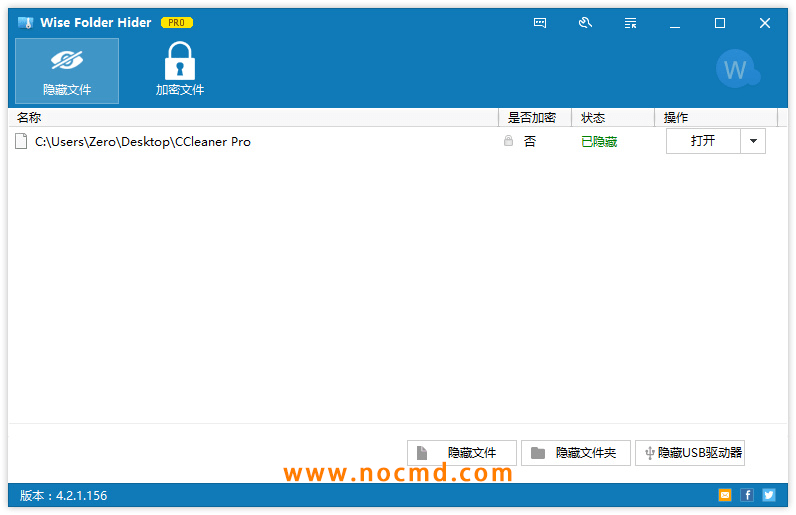 Wise Folder Hider PRO
隐藏文件 加密文件
W
名称 是否加密 状态 操作
C:\Users\Zero\Desktop\CCleaner Pro 否 已隐藏 打开
隐藏文件 隐藏文件夹 隐藏USB驱动器
www.nocmd.com
版本：4.2.1.156